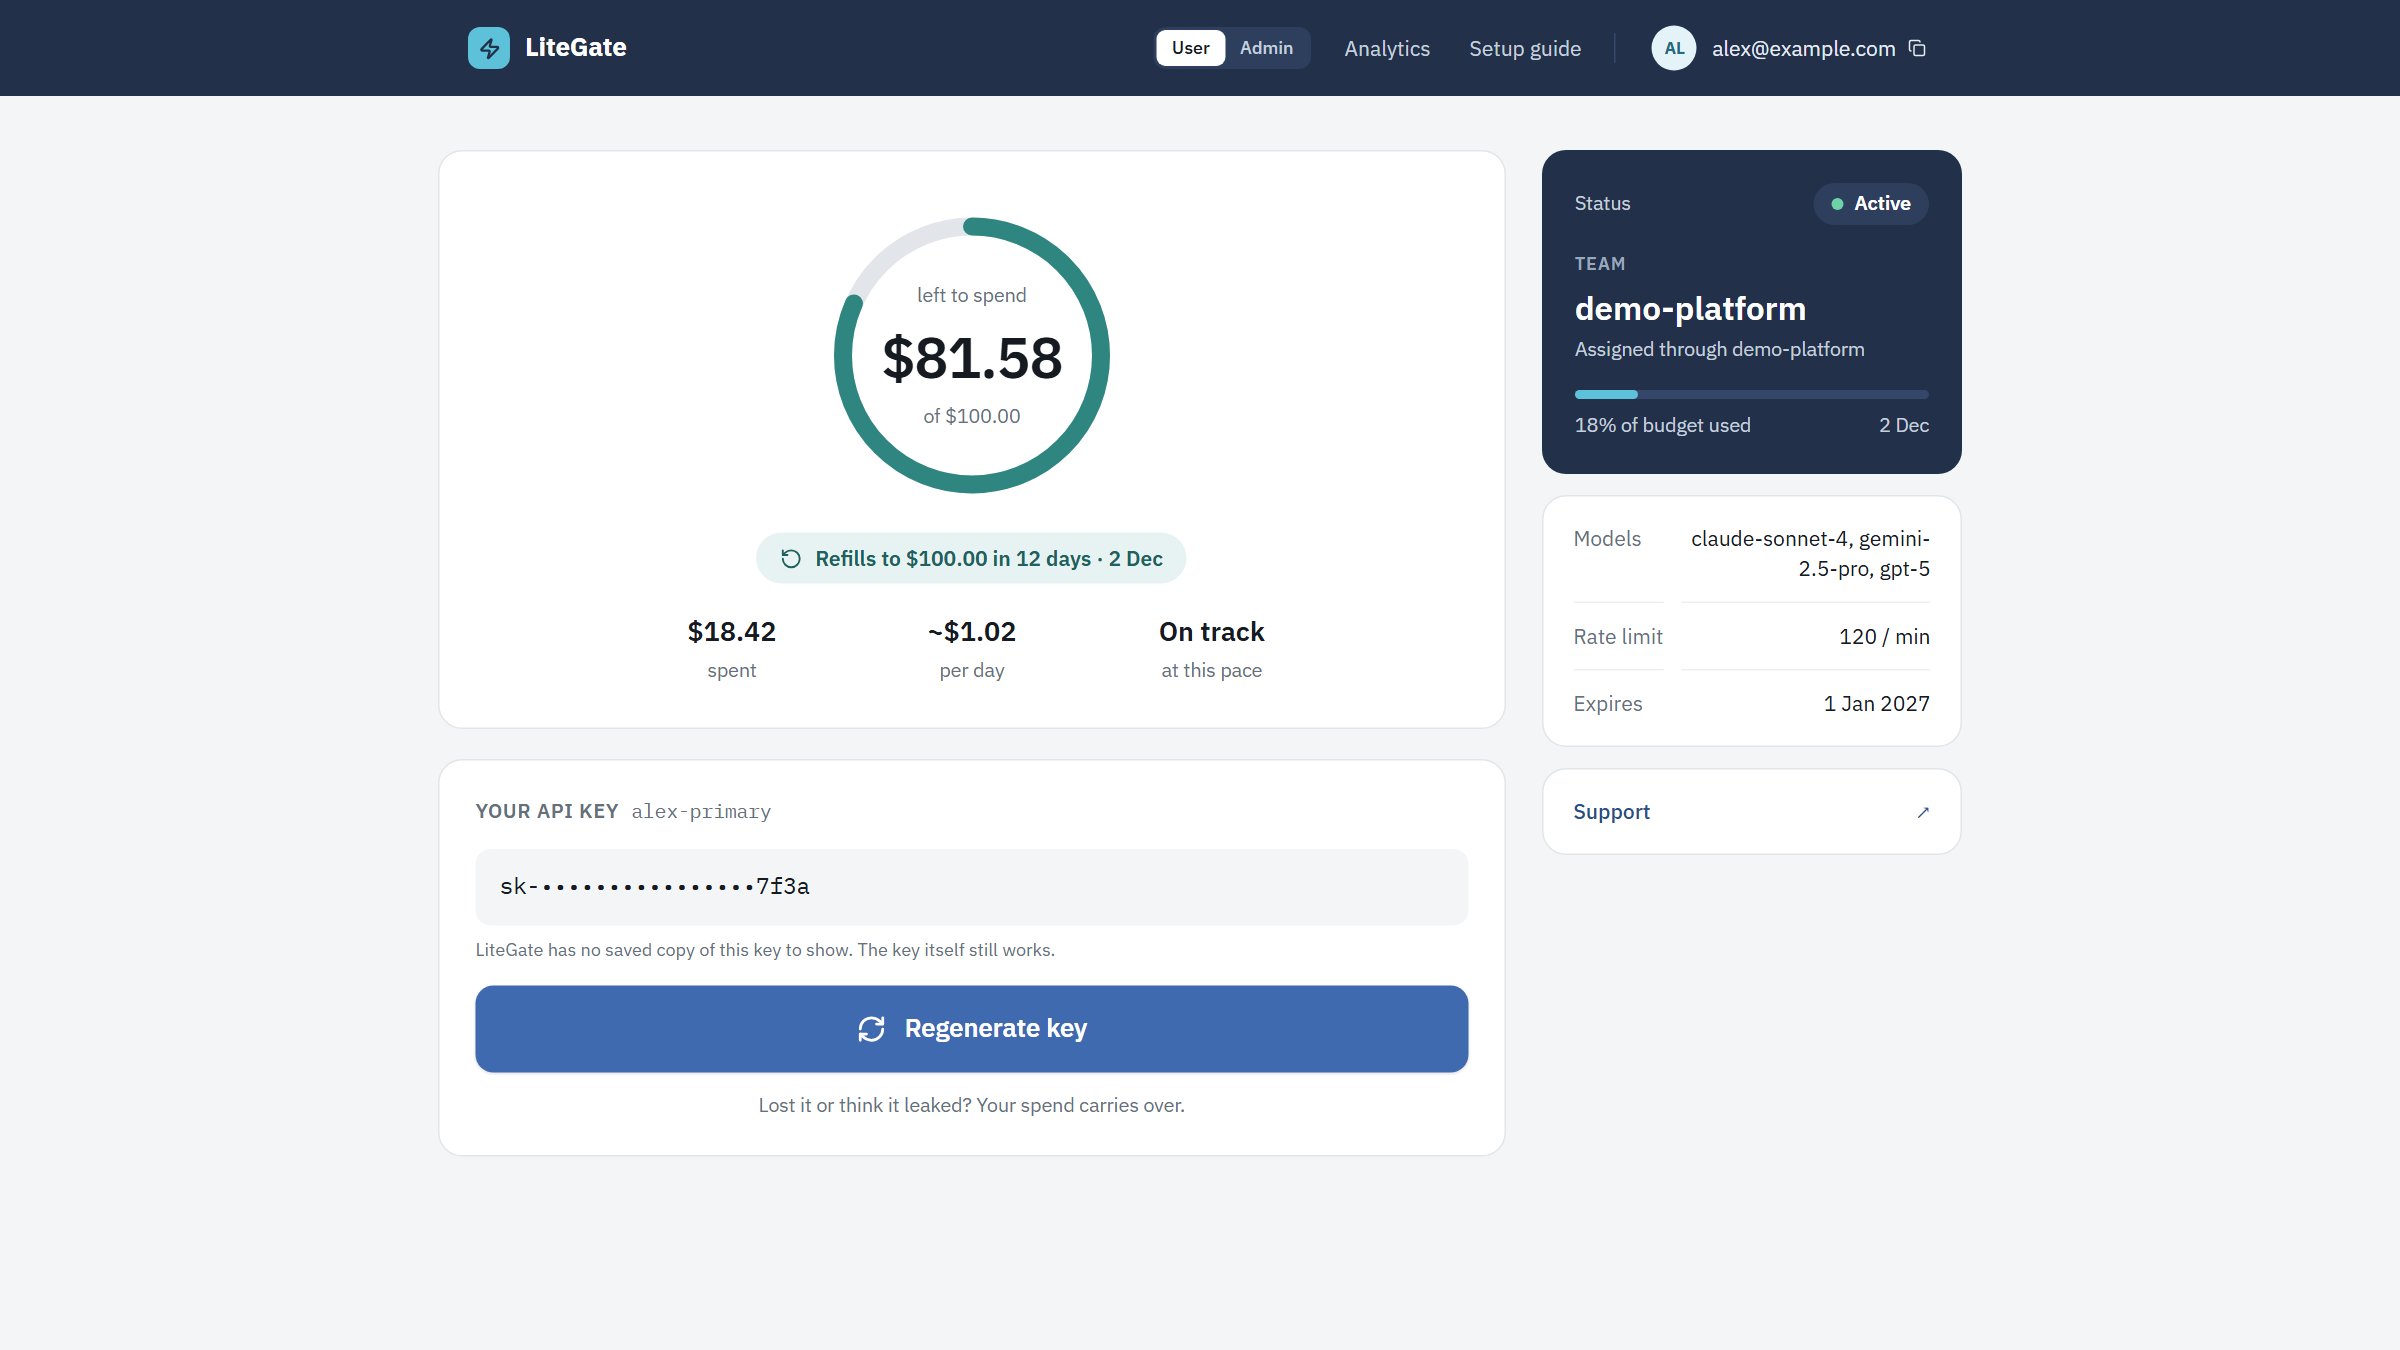 LiteGate
User
Admin
Analytics
Setup guide
AL
alex@example.com
left to spend
$81.58
of $100.00
Refills to $100.00 in 12 days · 2 Dec
$18.42
spent
~$1.02
per day
On track
at this pace
YOUR API KEY alex-primary
sk-••••••••••••••••7f3a
LiteGate has no saved copy of this key to show. The key itself still works.
Regenerate key
Lost it or think it leaked? Your spend carries over.
Status
Active
TEAM
demo-platform
Assigned through demo-platform
18% of budget used
2 Dec
Models
claude-sonnet-4, gemini-
2.5-pro, gpt-5
Rate limit
120 / min
Expires
1 Jan 2027
Support ↗